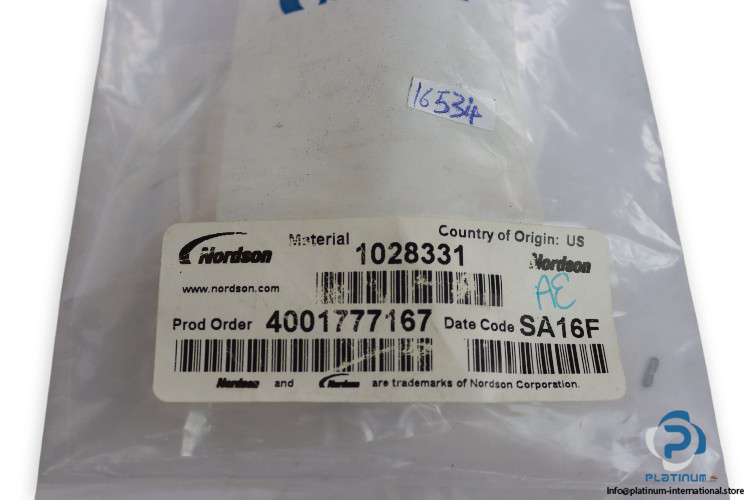 16534
Nordson
Material
1028331
Country of Origin: US
Nordson
www.nordson.com
AE
Prod Order 4001777167 Date Code SA16F
Nordson and Nordson are trademarks of Nordson Corporation.
PLATINUM
Info@platinum-international.store